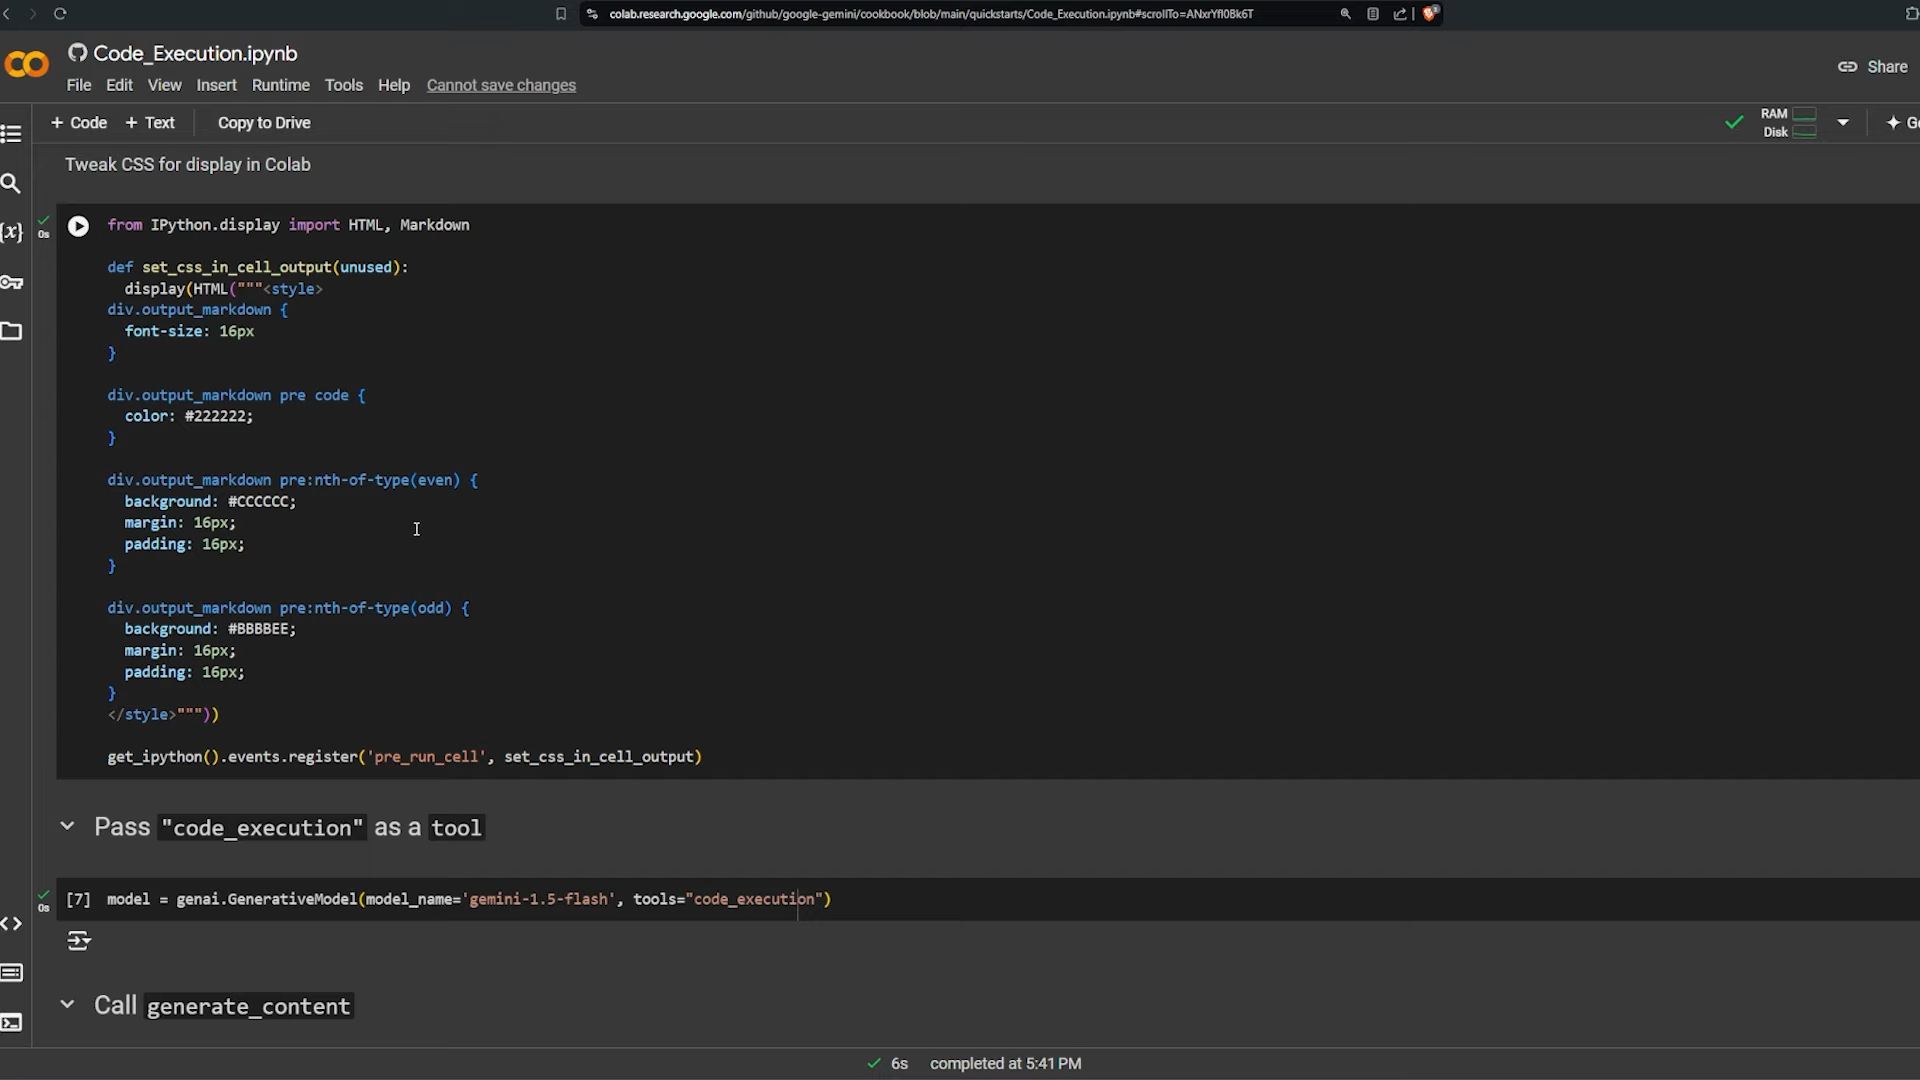 colab.research.google.com/github/google-gemini/cookbook/blob/main/quickstarts/Code_Execution.ipynb#scrollTo=ANxrYfI0Bk6T
Code_Execution.ipynb
Share
File Edit View Insert Runtime Tools Help Cannot save changes
+ Code + Text Copy to Drive
RAM
Disk
Tweak CSS for display in Colab
{x}
0s
from IPython.display import HTML, Markdown
def set_css_in_cell_output(unused):
display(HTML("""<style>
div.output_markdown {
font-size: 16px
}
div.output_markdown pre code {
color: #222222;
}
div.output_markdown pre:nth-of-type(even) {
background: #CCCCCC;
margin: 16px;
padding: 16px;
}
div.output_markdown pre:nth-of-type(odd) {
background: #BBBBEE;
margin: 16px;
padding: 16px;
}
</style>"""))
get_ipython().events.register('pre_run_cell', set_css_in_cell_output)
Pass "code_execution" as a tool
0s
[7] model = genai.GenerativeModel(model_name='gemini-1.5-flash', tools="code_execution")
Call generate_content
6s completed at 5:41 PM